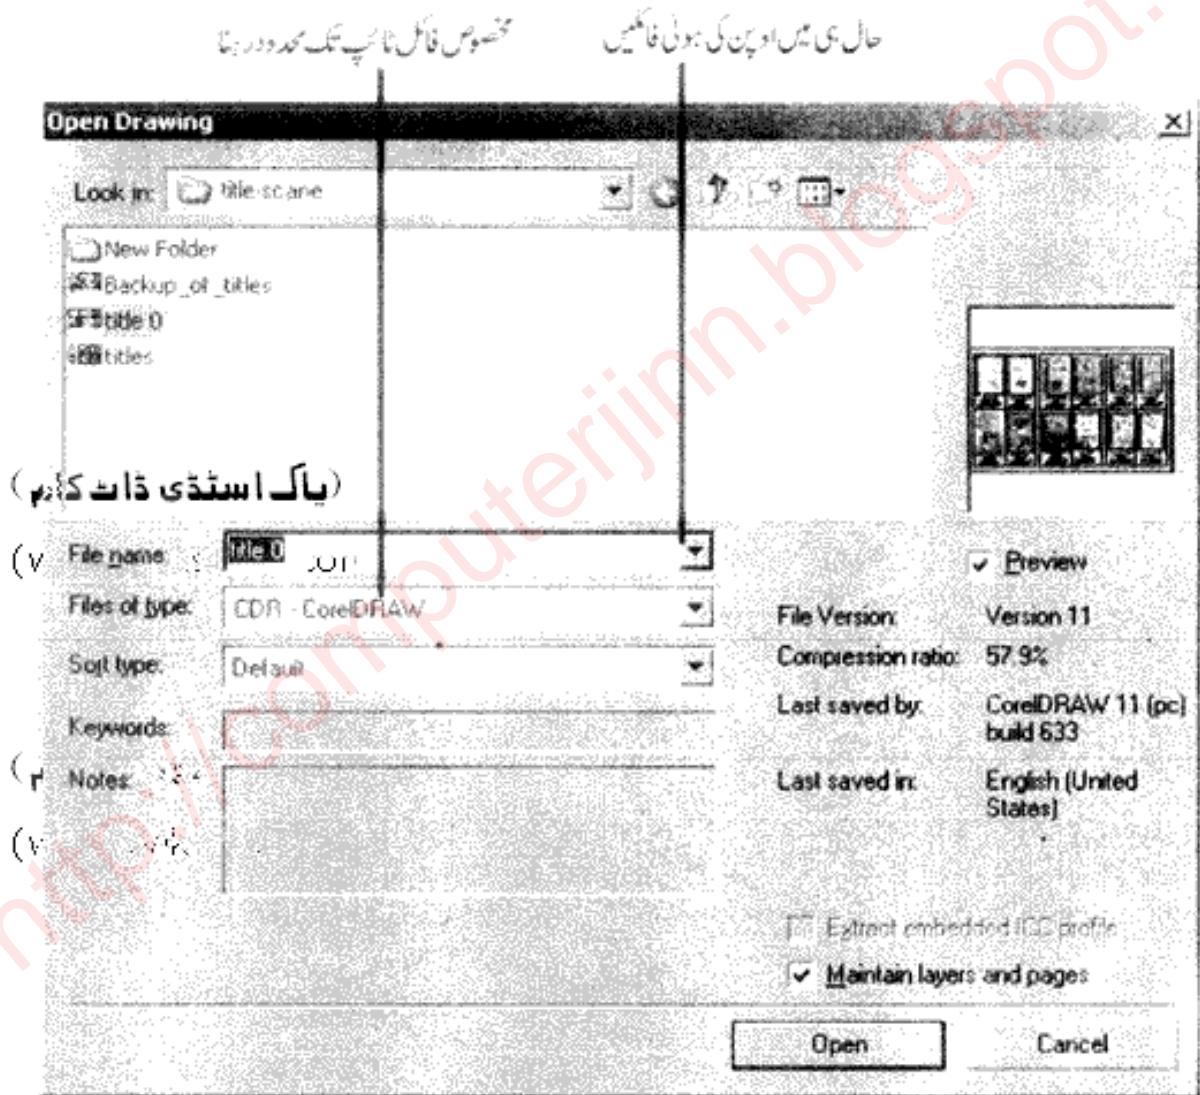 حال ہی میں اوپن کی ہوئی فائلیں
مخصوص فائل ٹائپ تک محدود رہنا
Open Drawing
Look in: title-scane
New Folder
Backup_of_titles
title 0
titles
(پاک اسٹڈی ڈاٹ کام)
File name: title 0
Preview
Files of type: CDR - CorelDRAW
File Version: Version 11
Sort type: Default
Compression ratio: 57.9%
Keywords:
Last saved by: CorelDRAW 11 (pc)
build 633
Notes:
Last saved in: English (United
States)
Extract embedded ICC profile
Maintain layers and pages
Open Cancel
http://computerjinn.blogspot.